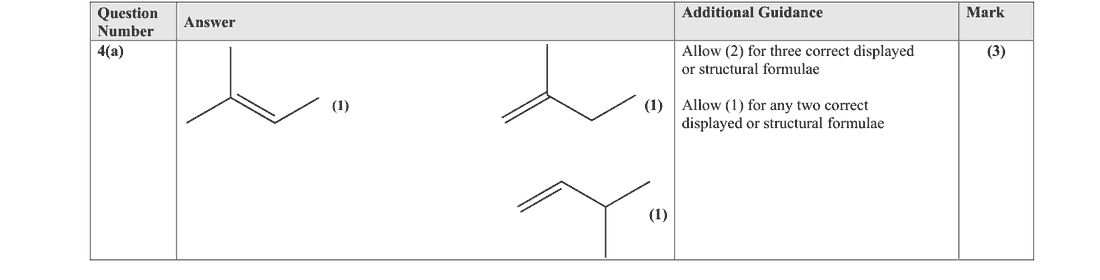 Question Number
Answer
Additional Guidance
Mark
4(a)
(1)
(1)
(1)
Allow (2) for three correct displayed
or structural formulae
Allow (1) for any two correct
displayed or structural formulae
(3)